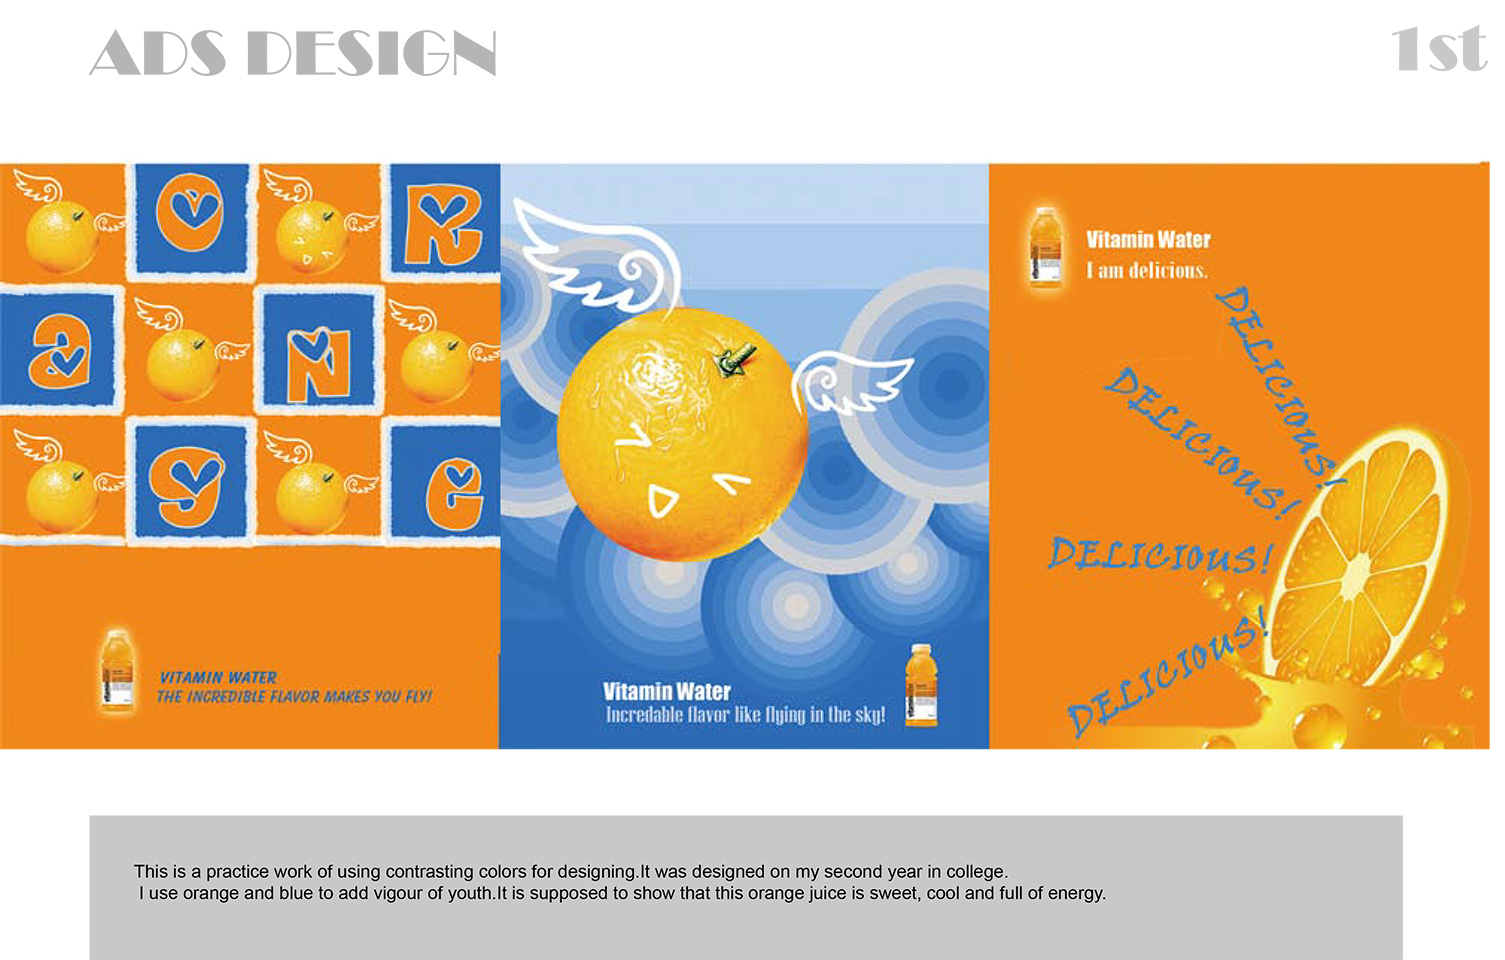 ADS DESIGN
1st
O R
a N
g e
VITAMIN WATER
THE INCREDIBLE FLAVOR MAKES YOU FLY!
Vitamin Water
Incredable flavor like flying in the sky!
Vitamin Water
I am delicious.
DELICIOUS!
DELICIOUS!
DELICIOUS!
DELICIOUS!
This is a practice work of using contrasting colors for designing.It was designed on my second year in college.
I use orange and blue to add vigour of youth.It is supposed to show that this orange juice is sweet, cool and full of energy.